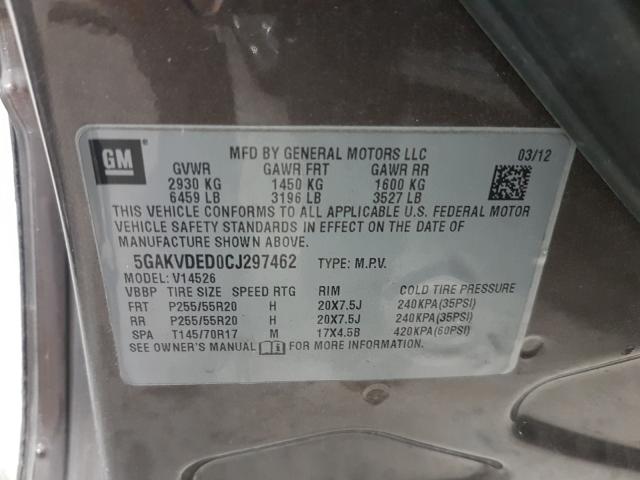 GM
MFD BY GENERAL MOTORS LLC 03/12
GVWR GAWR FRT GAWR RR
2930 KG 1450 KG 1600 KG
6459 LB 3196 LB 3527 LB
THIS VEHICLE CONFORMS TO ALL APPLICABLE U.S. FEDERAL MOTOR
VEHICLE SAFETY STANDARDS IN EFFECT ON THE DATE OF
MANUFACTURE SHOWN ABOVE.
5GAKVDED0CJ297462 TYPE: M.P.V.
MODEL: V14526
VBBP TIRE SIZE SPEED RTG RIM COLD TIRE PRESSURE
FRT P255/55R20 H 20X7.5J 240KPA(35PSI)
RR P255/55R20 H 20X7.5J 240KPA(35PSI)
SPA T145/70R17 M 17X4.5B 420KPA(60PSI)
SEE OWNER'S MANUAL FOR MORE INFORMATION.